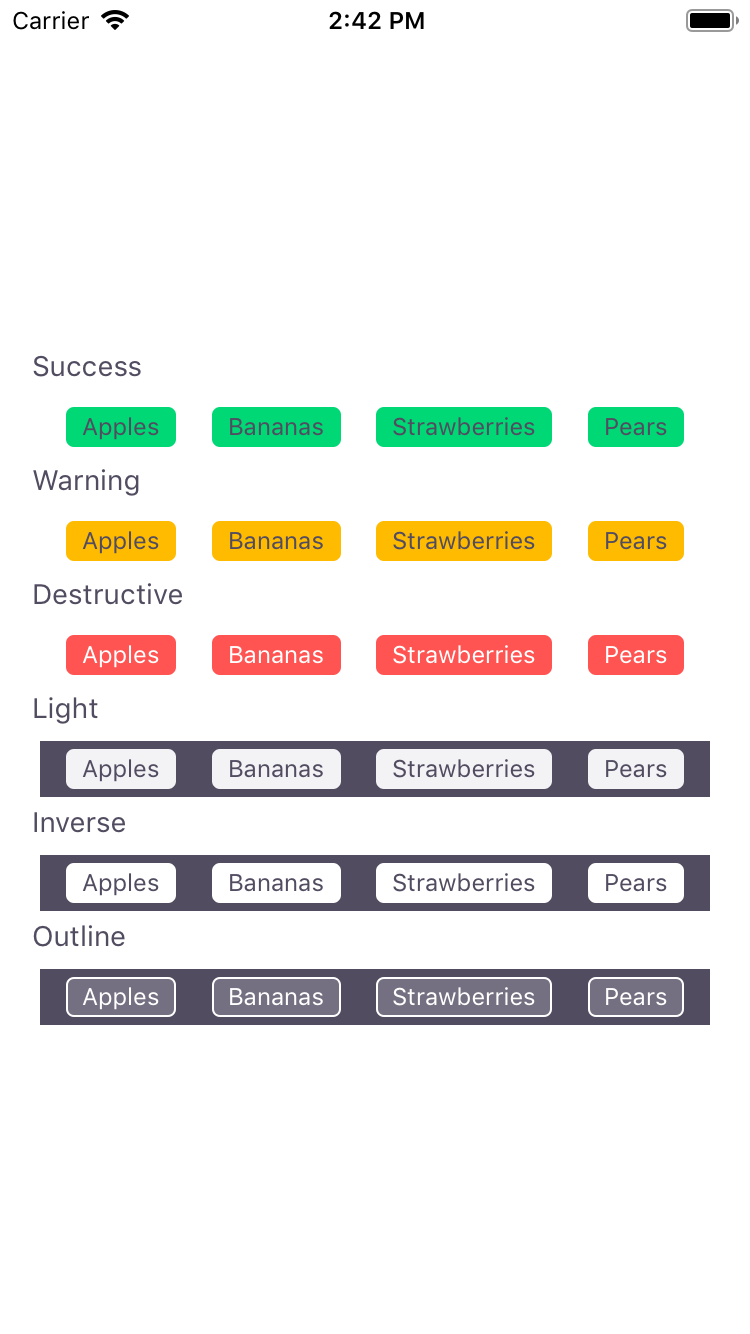 Carrier 2:42 PM
Success
Apples Bananas Strawberries Pears
Warning
Apples Bananas Strawberries Pears
Destructive
Apples Bananas Strawberries Pears
Light
Apples Bananas Strawberries Pears
Inverse
Apples Bananas Strawberries Pears
Outline
Apples Bananas Strawberries Pears